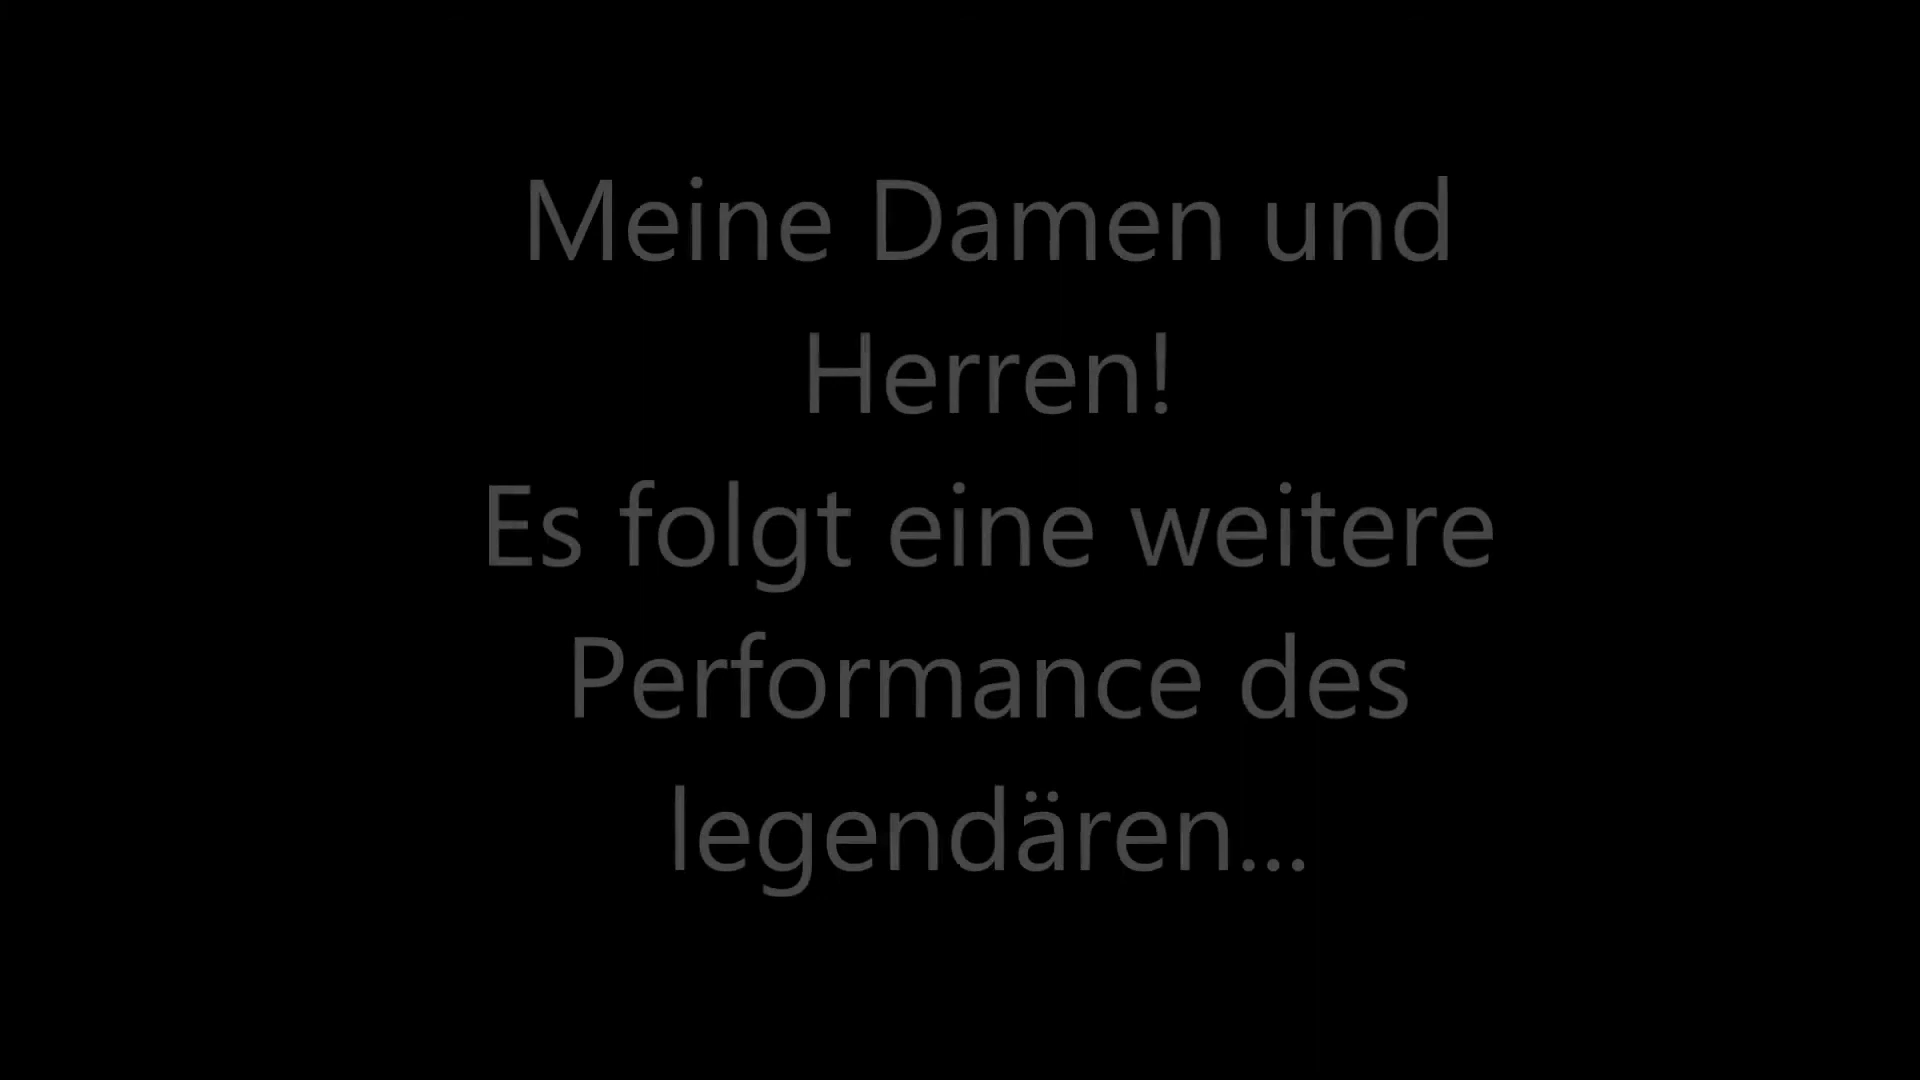 Meine Damen und
Herren!
Es folgt eine weitere
Performance des
legendären...